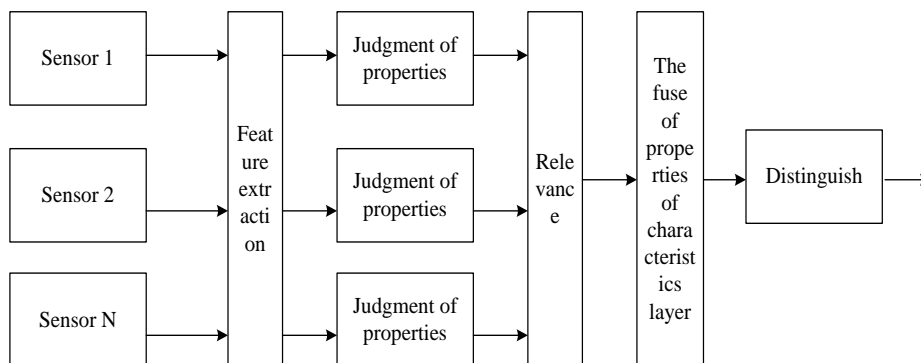 Sensor 1
Sensor 2
Sensor N
Feat
ure
extr
acti
on
Judgment of
properties
Judgment of
properties
Judgment of
properties
Rele
vanc
e
The
fuse
of
prope
rties
of
chara
cterist
ics
layer
Distinguish